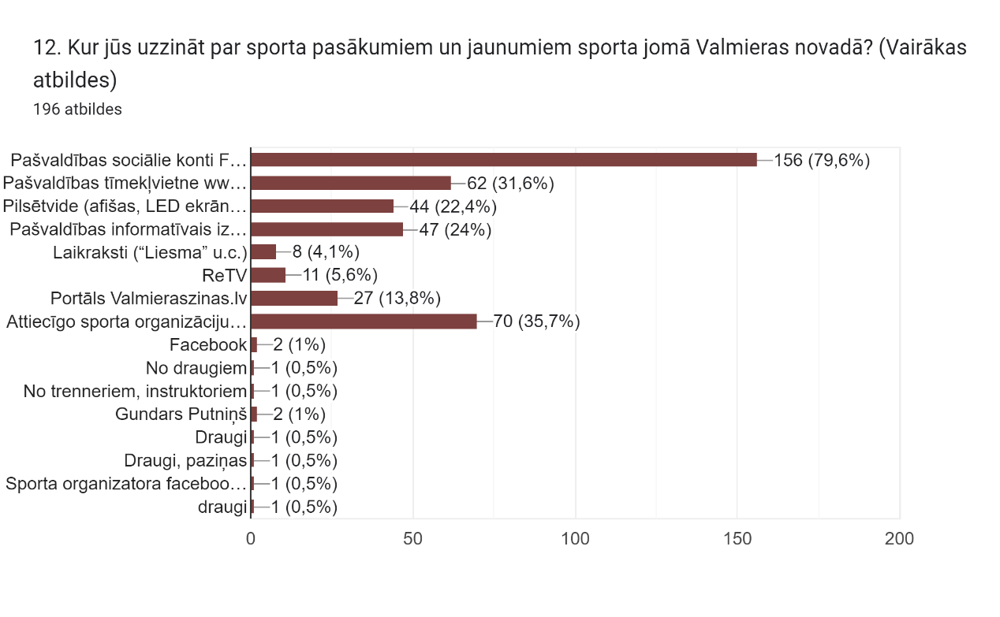 12. Kur jūs uzzināt par sporta pasākumiem un jaunumiem sporta jomā Valmieras novadā? (Vairākas
atbildes)
196 atbildes
Pašvaldības sociālie konti F… 156 (79,6%)
Pašvaldības tīmekļvietne ww… 62 (31,6%)
Pilsētvide (afišas, LED ekrān… 44 (22,4%)
Pašvaldības informatīvais iz… 47 (24%)
Laikraksti (“Liesma” u.c.) 8 (4,1%)
ReTV 11 (5,6%)
Portāls Valmieraszinas.lv 27 (13,8%)
Attiecīgo sporta organizāciju… 70 (35,7%)
Facebook 2 (1%)
No draugiem 1 (0,5%)
No trenneriem, instruktoriem 1 (0,5%)
Gundars Putniņš 2 (1%)
Draugi 1 (0,5%)
Draugi, paziņas 1 (0,5%)
Sporta organizatora faceboo… 1 (0,5%)
draugi 1 (0,5%)
0 50 100 150 200